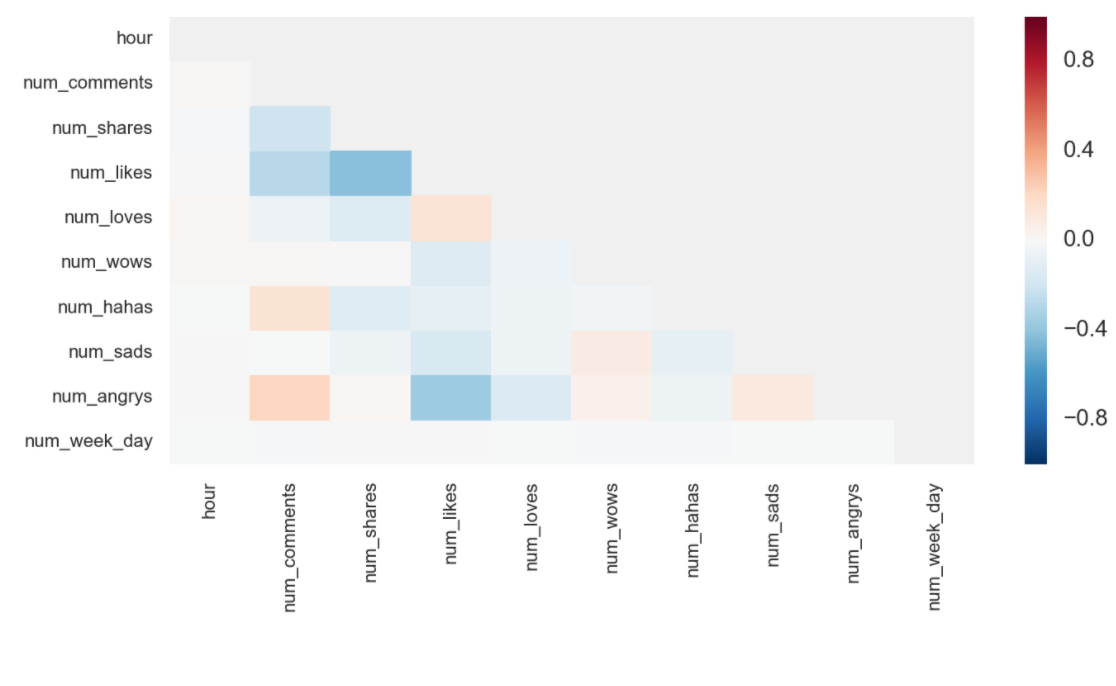 hour
num_comments
num_shares
num_likes
num_loves
num_wows
num_hahas
num_sads
num_angrys
num_week_day
hour
num_comments
num_shares
num_likes
num_loves
num_wows
num_hahas
num_sads
num_angrys
num_week_day
0.8
0.4
0.0
−0.4
−0.8